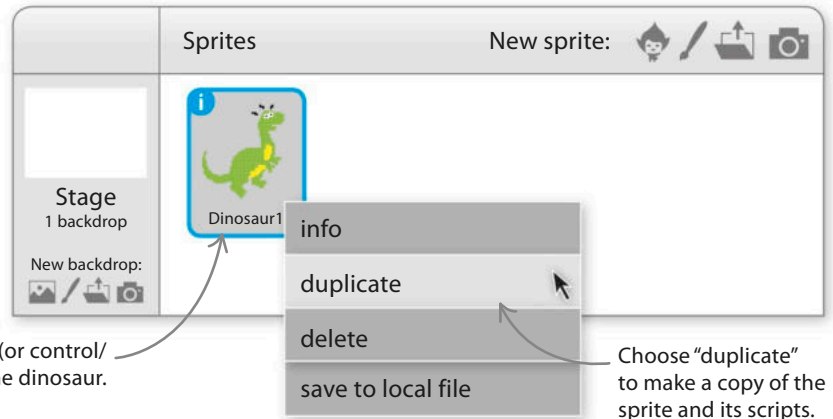 Sprites
New sprite:
Stage
1 backdrop
New backdrop:
Dinosaur1
info
duplicate
delete
save to local file
(or control/
e dinosaur.
Choose “duplicate”
to make a copy of the
sprite and its scripts.